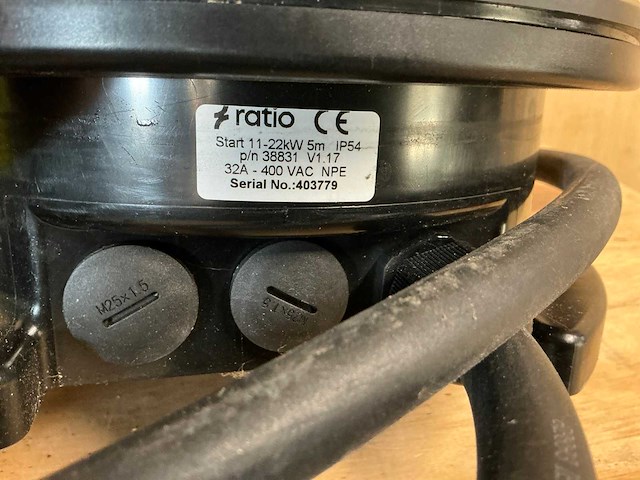 ratio CE
Start 11-22kW 5m IP54
p/n 38831 V1.17
32A - 400 VAC NPE
Serial No.:403779
M25x1.5